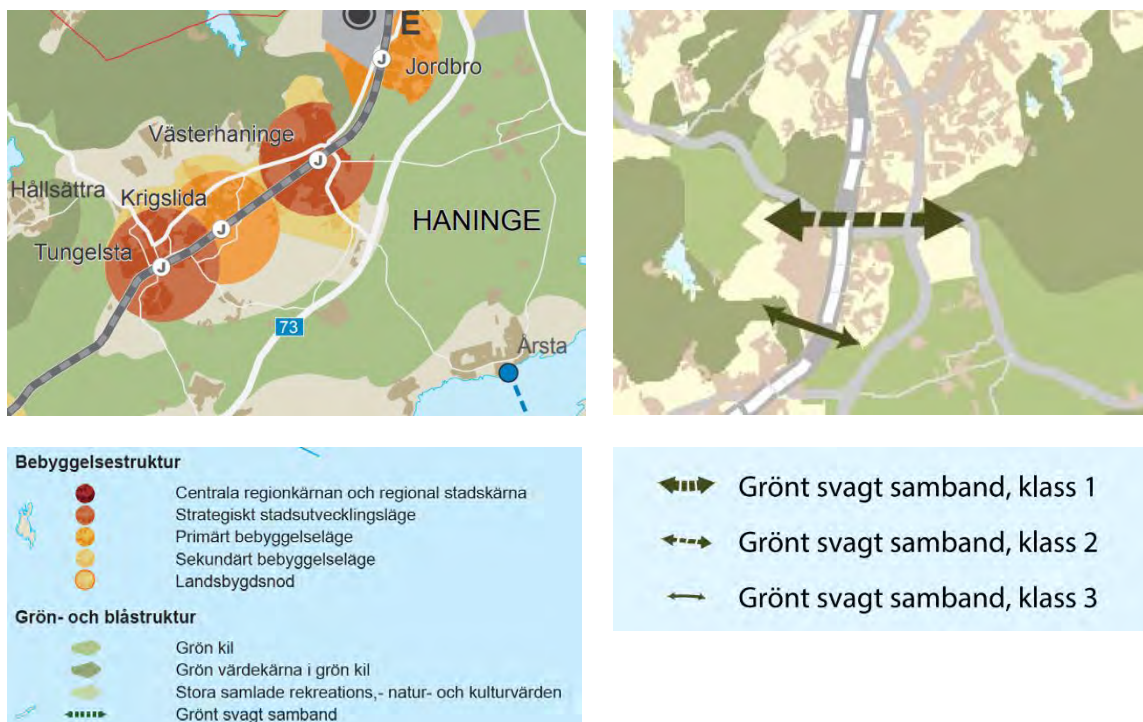 E
J
Jordbro
Västerhaninge
J
Hållsättra
Krigslida
HANINGE
J
Tungelsta
J
73
Årsta
Bebyggelsestruktur
Centrala regionkärnan och regional stadskärna
Strategiskt stadsutvecklingsläge
Primärt bebyggelseläge
Sekundärt bebyggelseläge
Landsbygdsnod
Grön- och blåstruktur
Grön kil
Grön värdekärna i grön kil
Stora samlade rekreations,- natur- och kulturvärden
Grönt svagt samband
Grönt svagt samband, klass 1
Grönt svagt samband, klass 2
Grönt svagt samband, klass 3